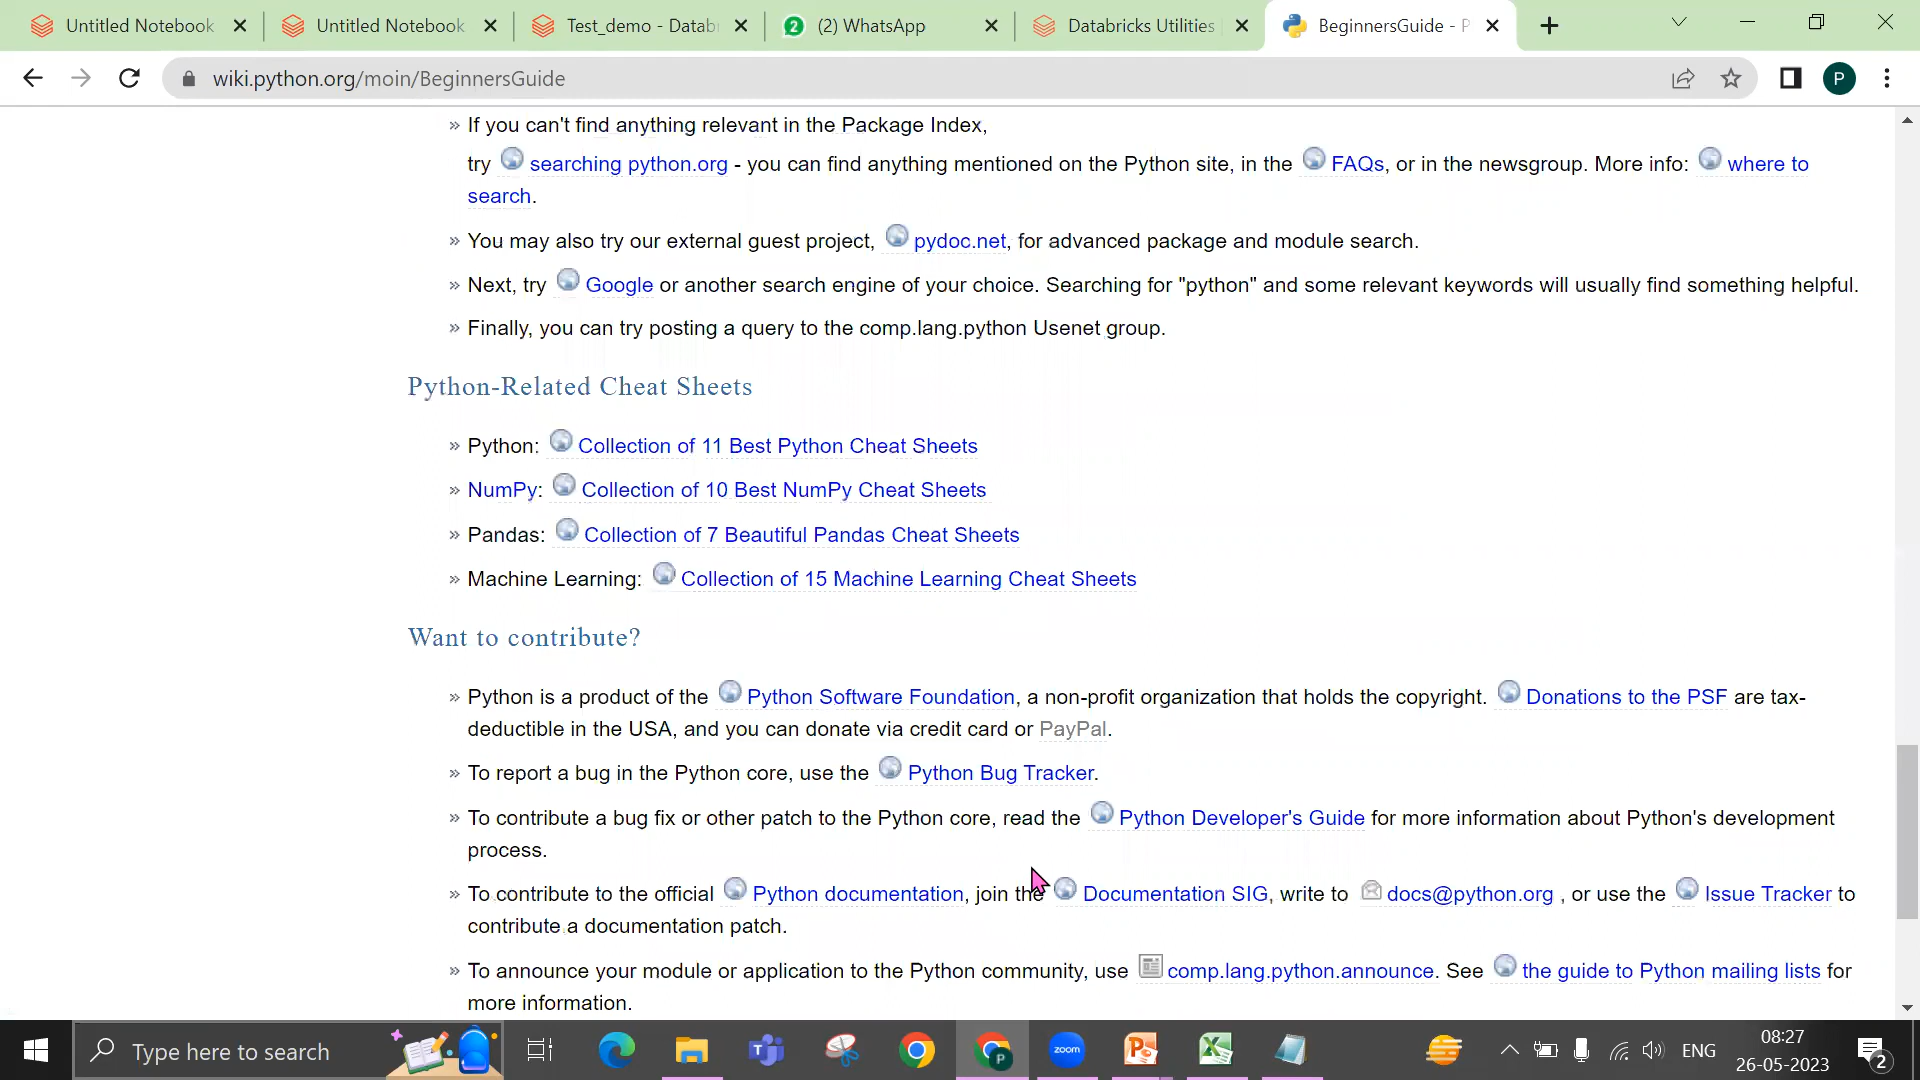 Untitled Notebook
Untitled Notebook
Test_demo - Datab
2 (2) WhatsApp
Databricks Utilities
BeginnersGuide - P
wiki.python.org/moin/BeginnersGuide
P
» If you can't find anything relevant in the Package Index,
try searching python.org - you can find anything mentioned on the Python site, in the FAQs, or in the newsgroup. More info: where to
search.
» You may also try our external guest project, pydoc.net, for advanced package and module search.
» Next, try Google or another search engine of your choice. Searching for "python" and some relevant keywords will usually find something helpful.
» Finally, you can try posting a query to the comp.lang.python Usenet group.
Python-Related Cheat Sheets
» Python: Collection of 11 Best Python Cheat Sheets
» NumPy: Collection of 10 Best NumPy Cheat Sheets
» Pandas: Collection of 7 Beautiful Pandas Cheat Sheets
» Machine Learning: Collection of 15 Machine Learning Cheat Sheets
Want to contribute?
» Python is a product of the Python Software Foundation, a non-profit organization that holds the copyright. Donations to the PSF are tax-
deductible in the USA, and you can donate via credit card or PayPal.
» To report a bug in the Python core, use the Python Bug Tracker.
» To contribute a bug fix or other patch to the Python core, read the Python Developer's Guide for more information about Python's development
process.
» To contribute to the official Python documentation, join the Documentation SIG, write to docs@python.org , or use the Issue Tracker to
contribute a documentation patch.
» To announce your module or application to the Python community, use comp.lang.python.announce. See the guide to Python mailing lists for
more information.
Type here to search
zoom
ENG
08:27
26-05-2023
2